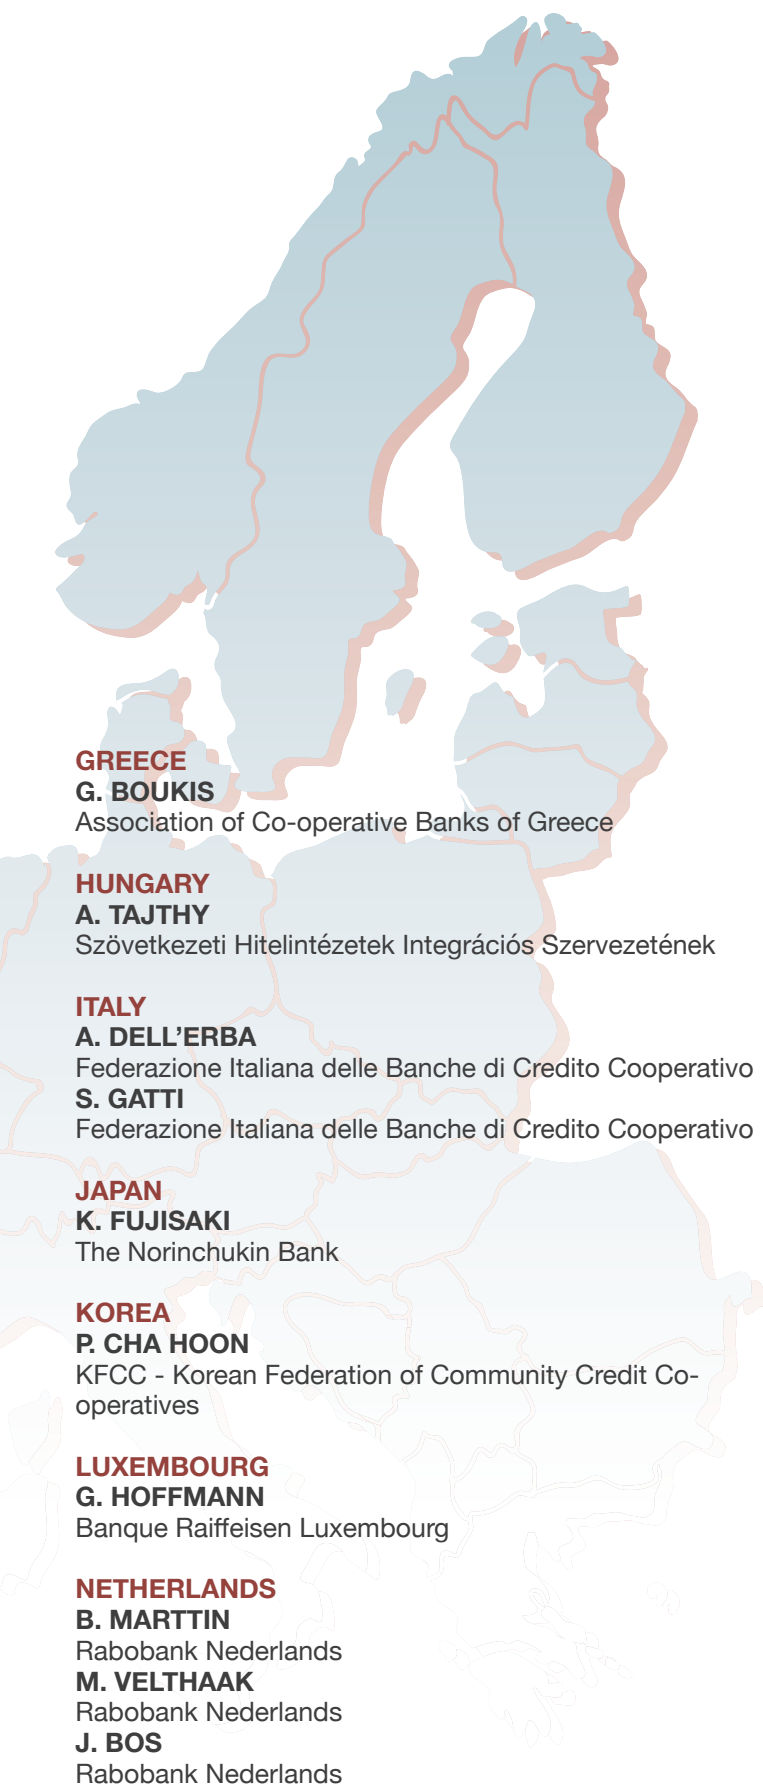 GREECE
G. BOUKIS
Association of Co-operative Banks of Greece
HUNGARY
A. TAJTHY
Szövetkezeti Hitelintézetek Integrációs Szervezetének
ITALY
A. DELL’ERBA
Federazione Italiana delle Banche di Credito Cooperativo
S. GATTI
Federazione Italiana delle Banche di Credito Cooperativo
JAPAN
K. FUJISAKI
The Norinchukin Bank
KOREA
P. CHA HOON
KFCC - Korean Federation of Community Credit Co-
operatives
LUXEMBOURG
G. HOFFMANN
Banque Raiffeisen Luxembourg
NETHERLANDS
B. MARTTIN
Rabobank Nederlands
M. VELTHAAK
Rabobank Nederlands
J. BOS
Rabobank Nederlands